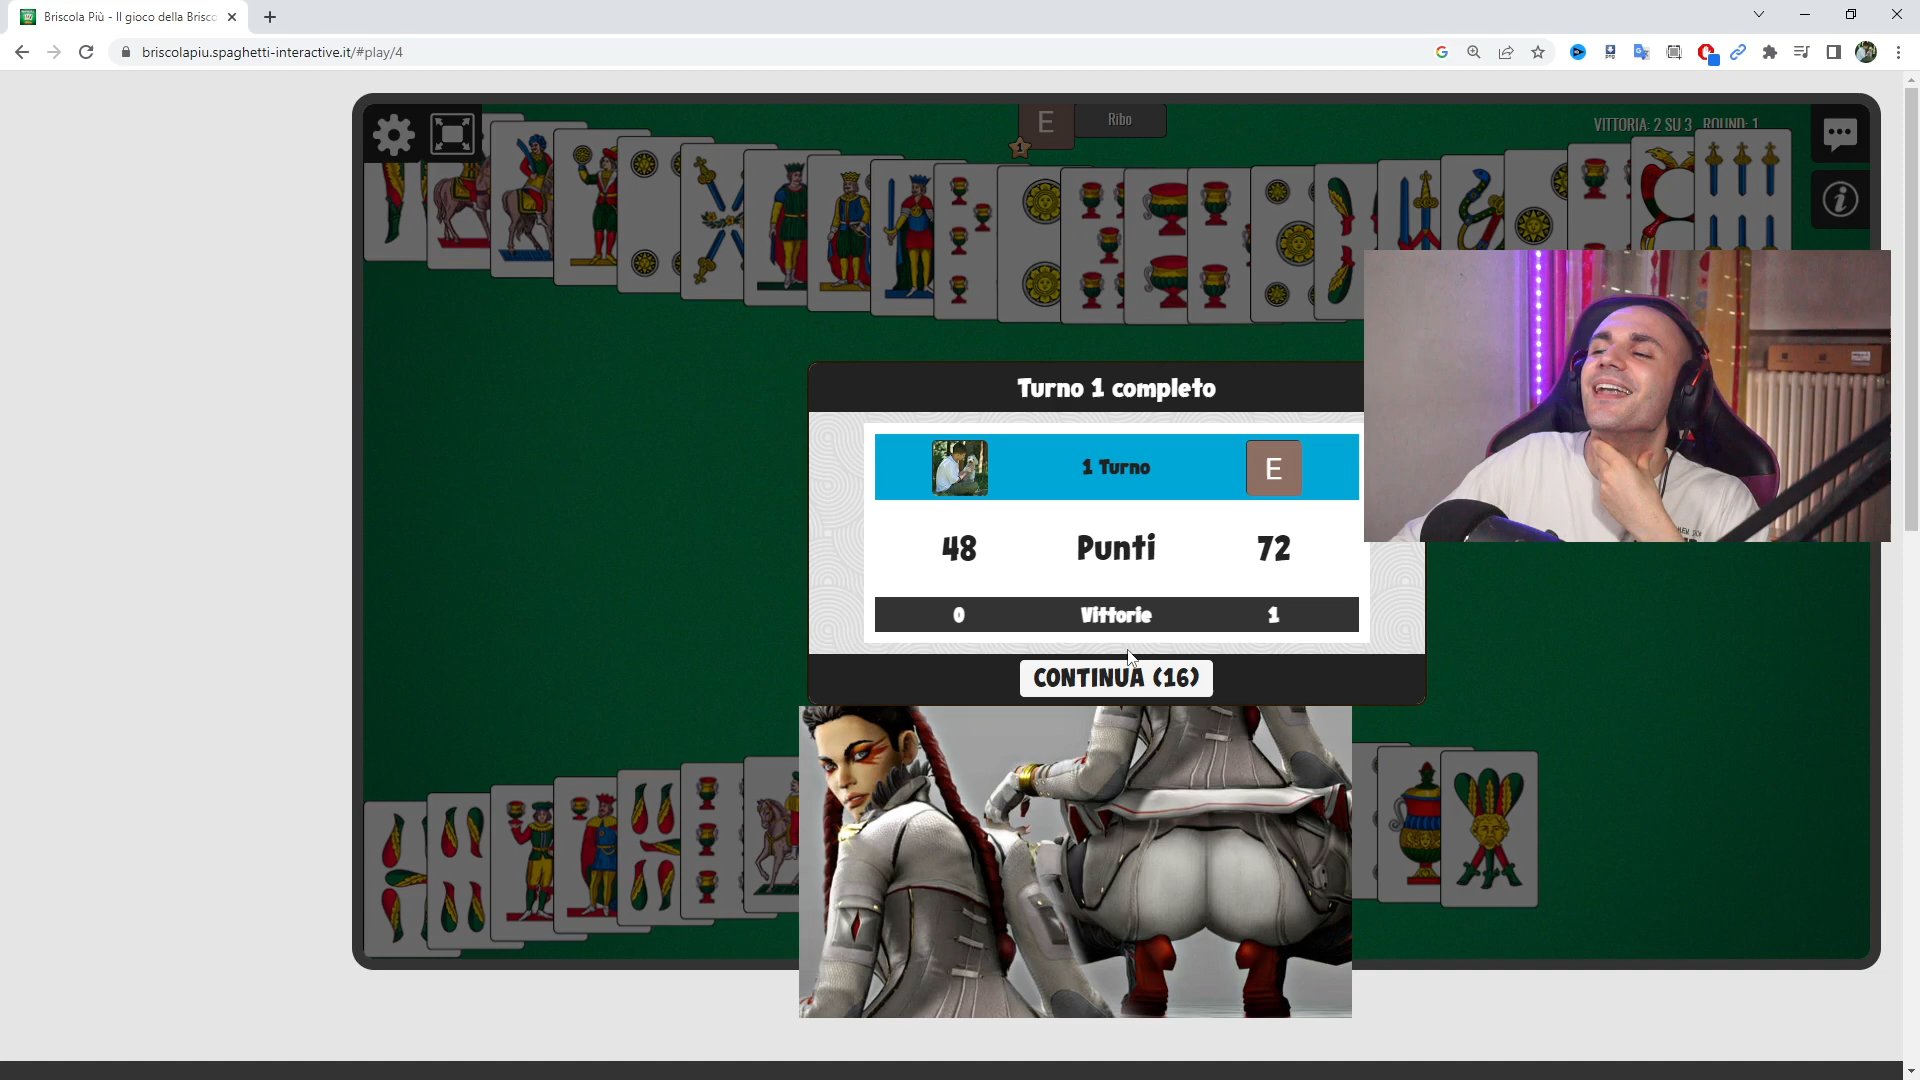 Briscola Più - Il gioco della Brisco
briscolapiu.spaghetti-interactive.it/#play/4
E
Ribo
1
VITTORIA: 2 SU 3 ROUND: 1
Turno 1 completo
1 Turno
E
48 Punti 72
0 Vittorie 1
CONTINUA (16)